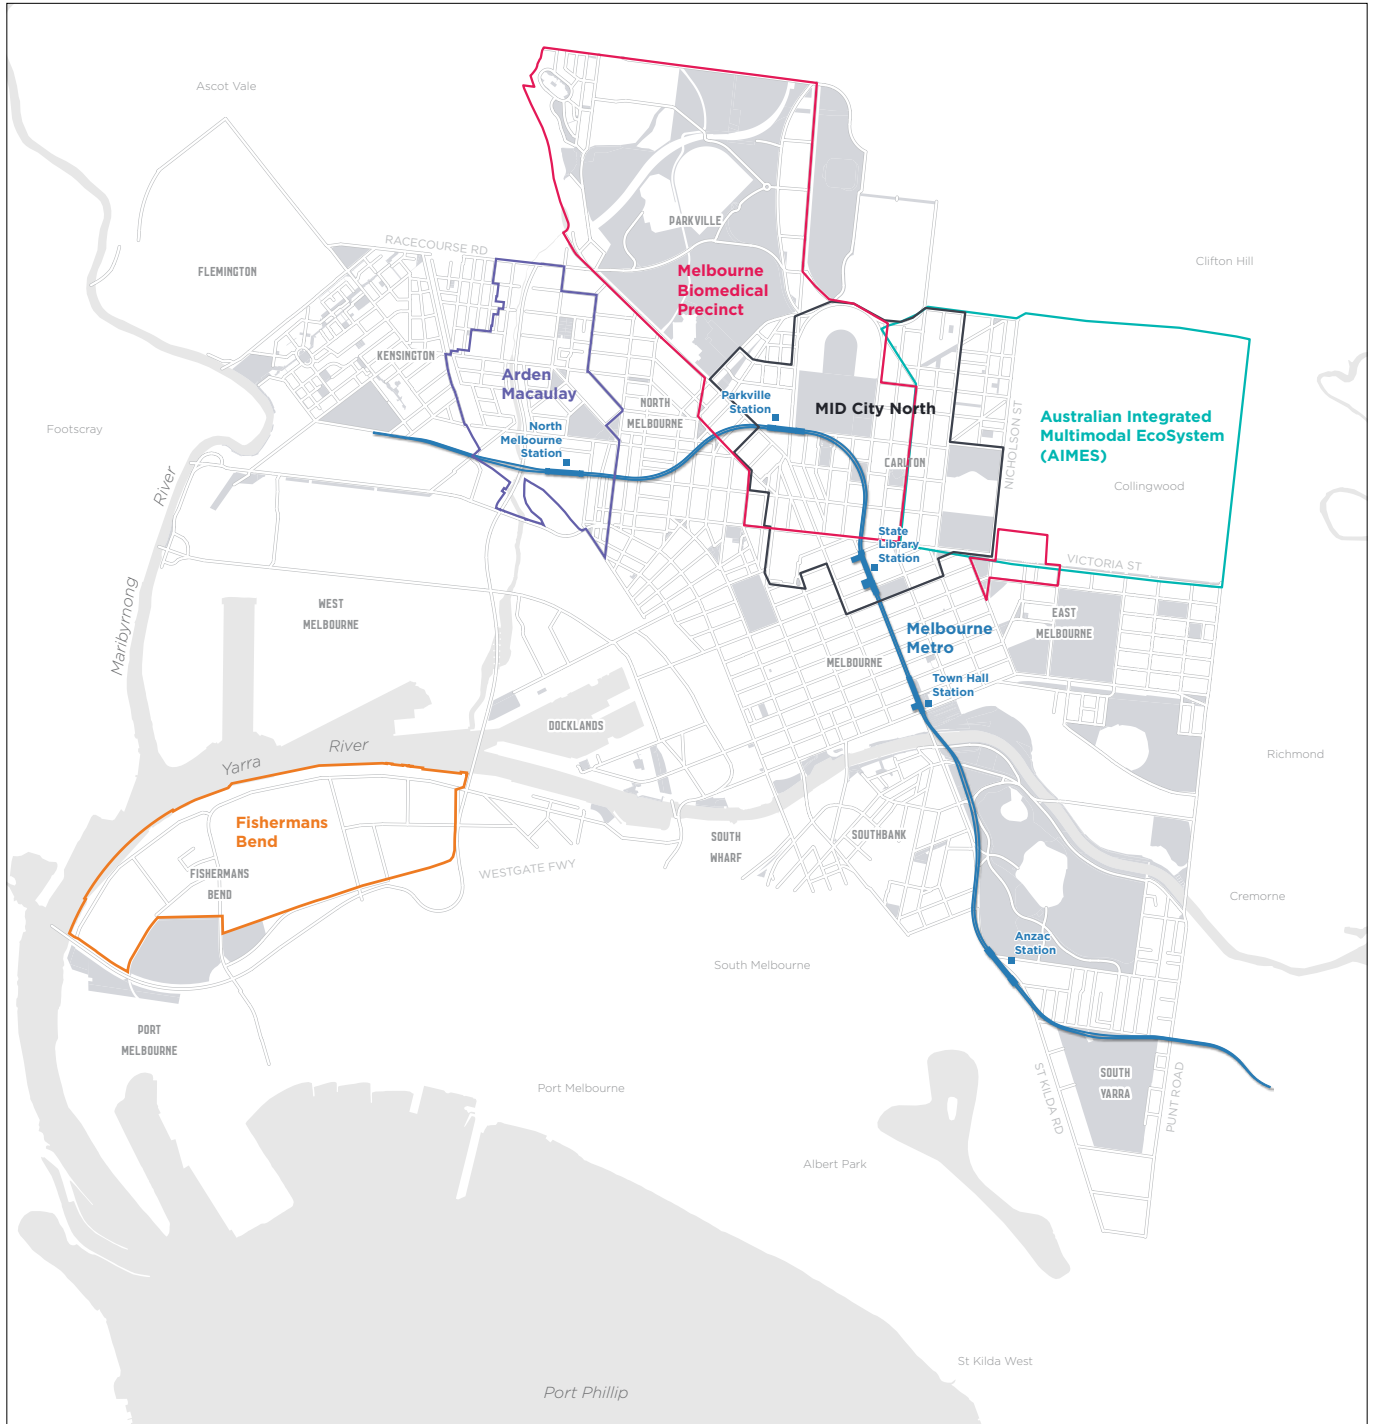 Ascot Vale
PARKVILLE
RACECOURSE RD
FLEMINGTON
Clifton Hill
Melbourne
Biomedical
Precinct
KENSINGTON
Arden
Macaulay
NORTH
MELBOURNE
Parkville
Station
MID City North
NICHOLSON ST
Australian Integrated
Multimodal EcoSystem
(AIMES)
Footscray
North
Melbourne
Station
CARLTON
Collingwood
River
Maribyrnong
State
Library
Station
VICTORIA ST
WEST
MELBOURNE
EAST
MELBOURNE
Melbourne
Metro
MELBOURNE
Town Hall
Station
DOCKLANDS
River
Yarra
Richmond
Fishermans
Bend
SOUTH
WHARF
SOUTHBANK
FISHERMANS
BEND
WESTGATE FWY
Cremorne
Anzac
Station
South Melbourne
PORT
MELBOURNE
Port Melbourne
ST KILDA RD
SOUTH
YARRA
PUNT ROAD
Albert Park
St Kilda West
Port Phillip